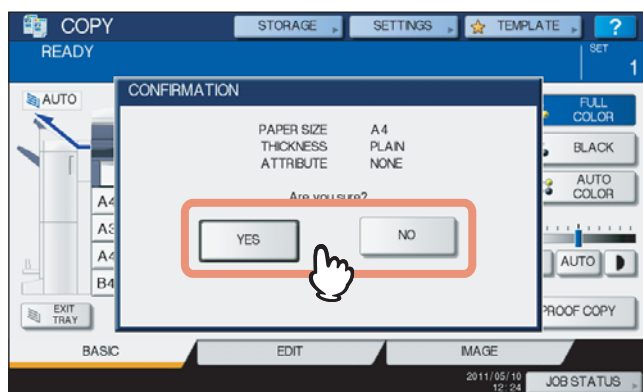 COPY
STORAGE
SETTINGS
TEMPLATE
?
READY
SET
1
AUTO
CONFIRMATION
PAPER SIZE A4
THICKNESS PLAIN
ATTRIBUTE NONE
Are you sure?
YES
NO
FULL
COLOR
BLACK
AUTO
COLOR
A4
A3
A4
B4
AUTO
EXIT
TRAY
PROOF COPY
BASIC
EDIT
IMAGE
2011/05/10
12:24
JOB STATUS